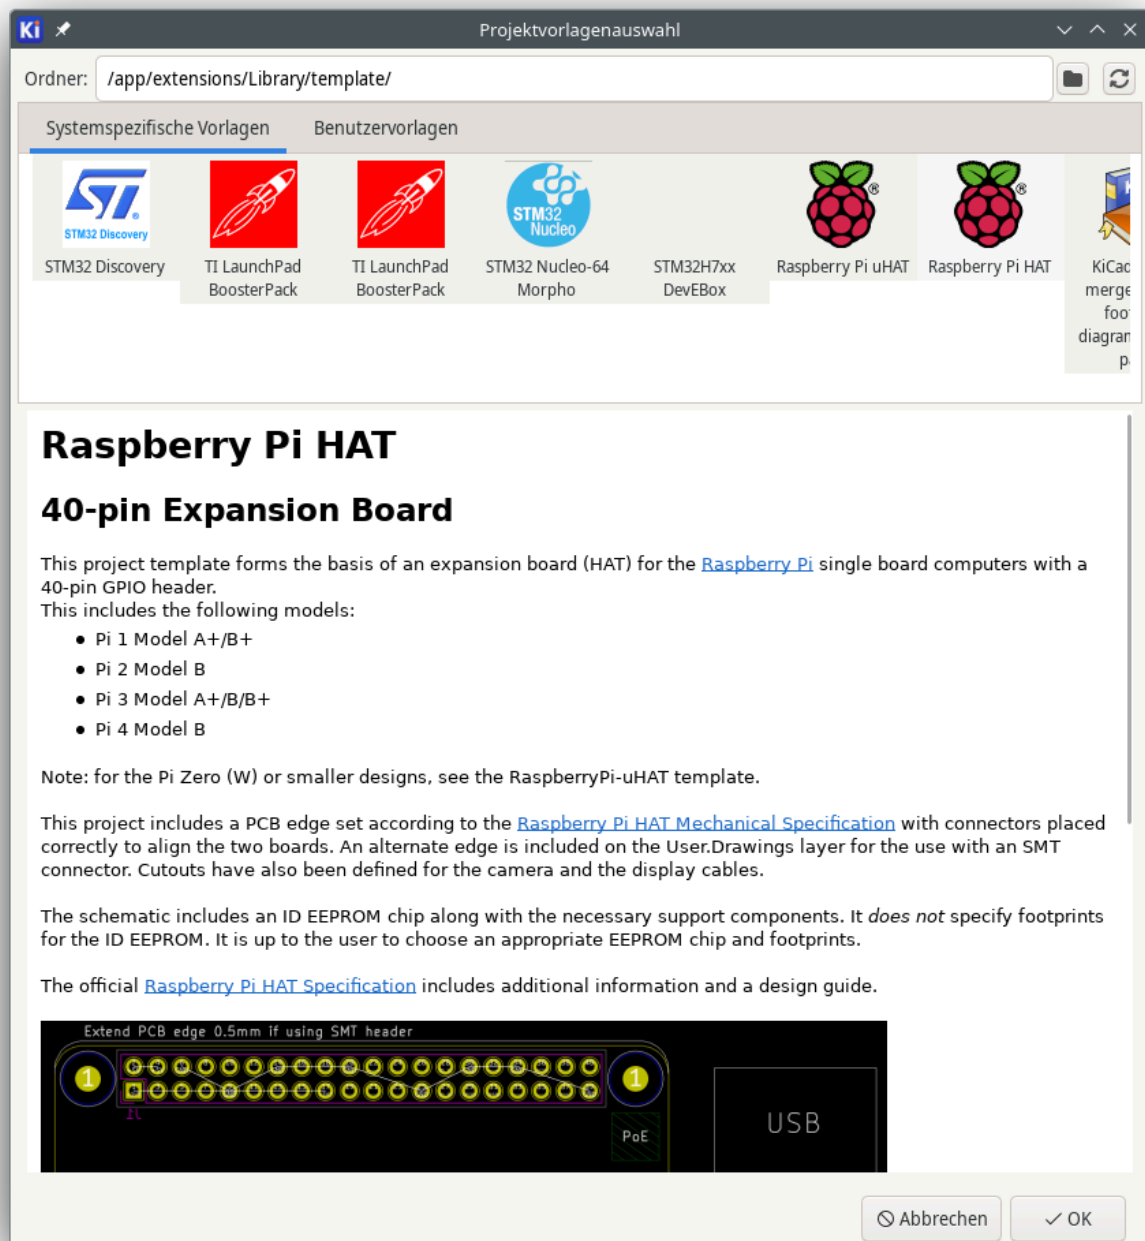 Ki
Projektvorlagenauswahl
Ordner: /app/extensions/Library/template/
Systemspezifische Vorlagen Benutzervorlagen
STM32 Discovery
STM32
Nucleo
®
®
STM32 Discovery TI LaunchPad TI LaunchPad STM32 Nucleo-64 STM32H7xx Raspberry Pi uHAT Raspberry Pi HAT
BoosterPack BoosterPack Morpho DevEBox
merge
Raspberry Pi HAT
40-pin Expansion Board
This project template forms the basis of an expansion board (HAT) for the Raspberry Pi single board computers with a
40-pin GPIO header.
This includes the following models:
● Pi 1 Model A+/B+
● Pi 2 Model B
● Pi 3 Model A+/B/B+
● Pi 4 Model B
Note: for the Pi Zero (W) or smaller designs, see the RaspberryPi-uHAT template.
This project includes a PCB edge set according to the Raspberry Pi HAT Mechanical Specification with connectors placed
correctly to align the two boards. An alternate edge is included on the User.Drawings layer for the use with an SMT
connector. Cutouts have also been defined for the camera and the display cables.
The schematic includes an ID EEPROM chip along with the necessary support components. It does not specify footprints
for the ID EEPROM. It is up to the user to choose an appropriate EEPROM chip and footprints.
The official Raspberry Pi HAT Specification includes additional information and a design guide.
Extend PCB edge 0.5mm if using SMT header
1 1
J1
PoE
USB
Abbrechen OK